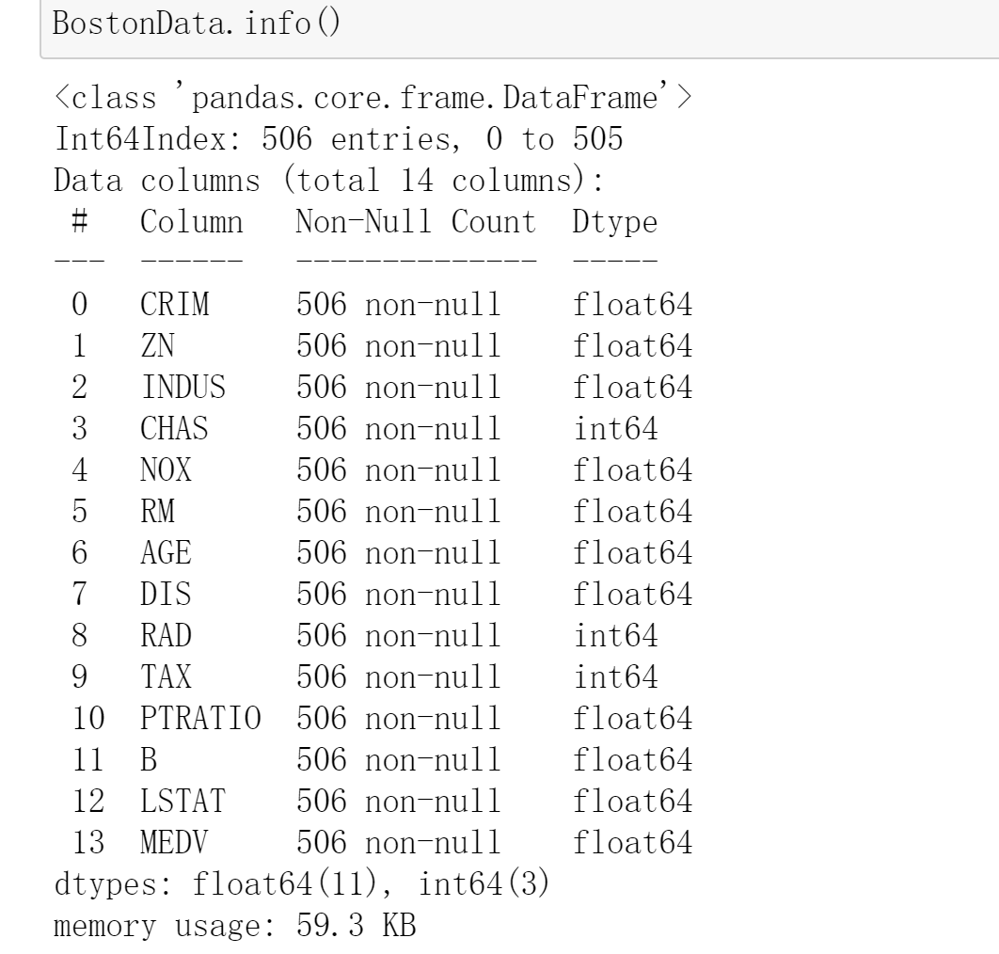 BostonData.info()
<class 'pandas.core.frame.DataFrame'>
Int64Index: 506 entries, 0 to 505
Data columns (total 14 columns):
 #   Column   Non-Null Count  Dtype
---  ------   --------------  -----
 0   CRIM     506 non-null    float64
 1   ZN       506 non-null    float64
 2   INDUS    506 non-null    float64
 3   CHAS     506 non-null    int64
 4   NOX      506 non-null    float64
 5   RM       506 non-null    float64
 6   AGE      506 non-null    float64
 7   DIS      506 non-null    float64
 8   RAD      506 non-null    int64
 9   TAX      506 non-null    int64
 10  PTRATIO  506 non-null    float64
 11  B        506 non-null    float64
 12  LSTAT    506 non-null    float64
 13  MEDV     506 non-null    float64
dtypes: float64(11), int64(3)
memory usage: 59.3 KB